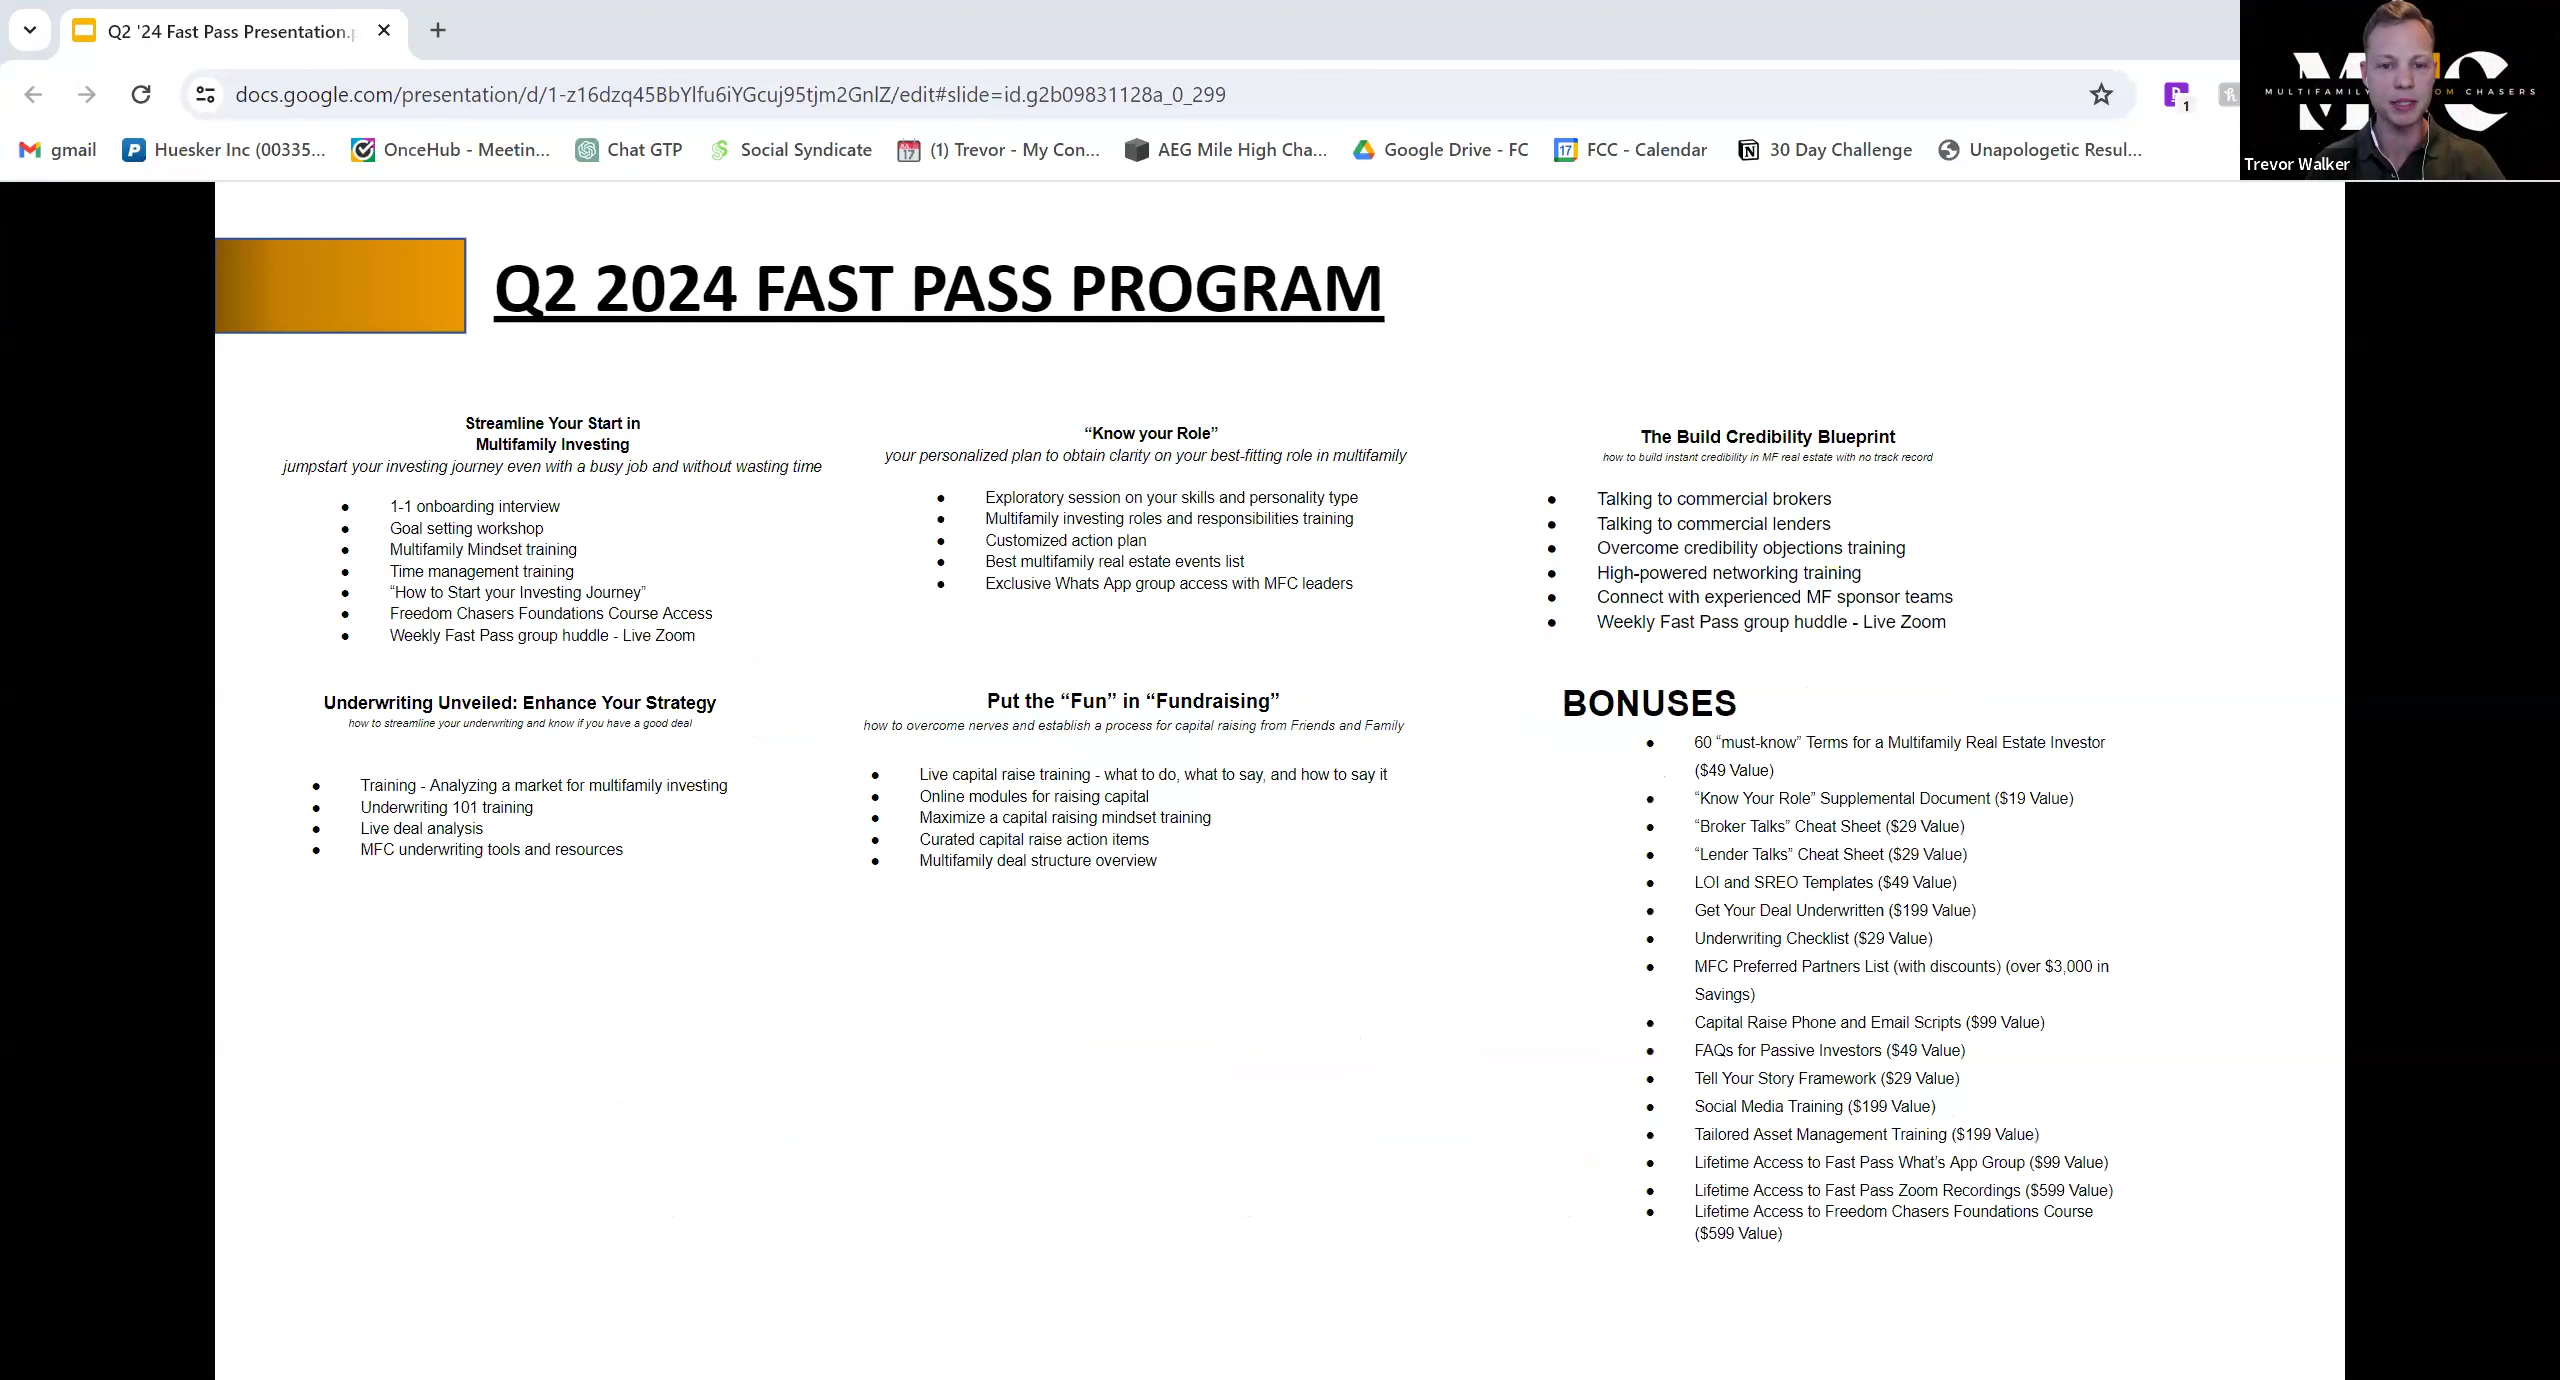 Q2 '24 Fast Pass Presentation.p
docs.google.com/presentation/d/1-z16dzq45BbYlfu6iYGcuj95tjm2GnlZ/edit#slide=id.g2b09831128a_0_299
1
gmail
Huesker Inc (00335...
OnceHub - Meetin...
Chat GTP
Social Syndicate
(1) Trevor - My Con...
AEG Mile High Cha...
Google Drive - FC
FCC - Calendar
30 Day Challenge
Unapologetic Resul...
Trevor Walker
Q2 2024 FAST PASS PROGRAM
Streamline Your Start in
Multifamily Investing
jumpstart your investing journey even with a busy job and without wasting time
● 1-1 onboarding interview
● Goal setting workshop
● Multifamily Mindset training
● Time management training
● “How to Start your Investing Journey”
● Freedom Chasers Foundations Course Access
● Weekly Fast Pass group huddle - Live Zoom
“Know your Role”
your personalized plan to obtain clarity on your best-fitting role in multifamily
● Exploratory session on your skills and personality type
● Multifamily investing roles and responsibilities training
● Customized action plan
● Best multifamily real estate events list
● Exclusive Whats App group access with MFC leaders
The Build Credibility Blueprint
how to build instant credibility in MF real estate with no track record
● Talking to commercial brokers
● Talking to commercial lenders
● Overcome credibility objections training
● High-powered networking training
● Connect with experienced MF sponsor teams
● Weekly Fast Pass group huddle - Live Zoom
Underwriting Unveiled: Enhance Your Strategy
how to streamline your underwriting and know if you have a good deal
● Training - Analyzing a market for multifamily investing
● Underwriting 101 training
● Live deal analysis
● MFC underwriting tools and resources
Put the “Fun” in “Fundraising”
how to overcome nerves and establish a process for capital raising from Friends and Family
● Live capital raise training - what to do, what to say, and how to say it
● Online modules for raising capital
● Maximize a capital raising mindset training
● Curated capital raise action items
● Multifamily deal structure overview
BONUSES
● 60 “must-know” Terms for a Multifamily Real Estate Investor
($49 Value)
● “Know Your Role” Supplemental Document ($19 Value)
● “Broker Talks” Cheat Sheet ($29 Value)
● “Lender Talks” Cheat Sheet ($29 Value)
● LOI and SREO Templates ($49 Value)
● Get Your Deal Underwritten ($199 Value)
● Underwriting Checklist ($29 Value)
● MFC Preferred Partners List (with discounts) (over $3,000 in
Savings)
● Capital Raise Phone and Email Scripts ($99 Value)
● FAQs for Passive Investors ($49 Value)
● Tell Your Story Framework ($29 Value)
● Social Media Training ($199 Value)
● Tailored Asset Management Training ($199 Value)
● Lifetime Access to Fast Pass What’s App Group ($99 Value)
● Lifetime Access to Fast Pass Zoom Recordings ($599 Value)
● Lifetime Access to Freedom Chasers Foundations Course
($599 Value)